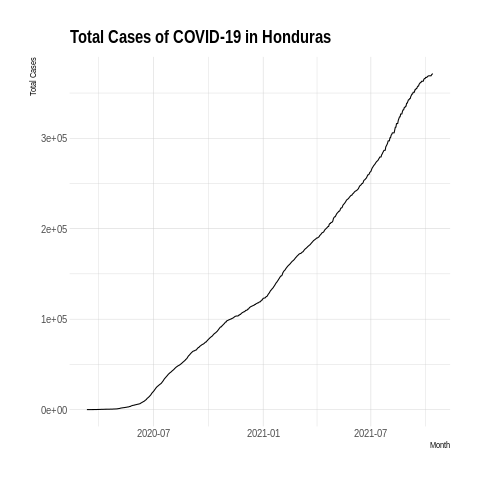 Total Cases of COVID-19 in Honduras
Total Cases
3e+05
2e+05
1e+05
0e+00
2020-07 2021-01 2021-07
Month